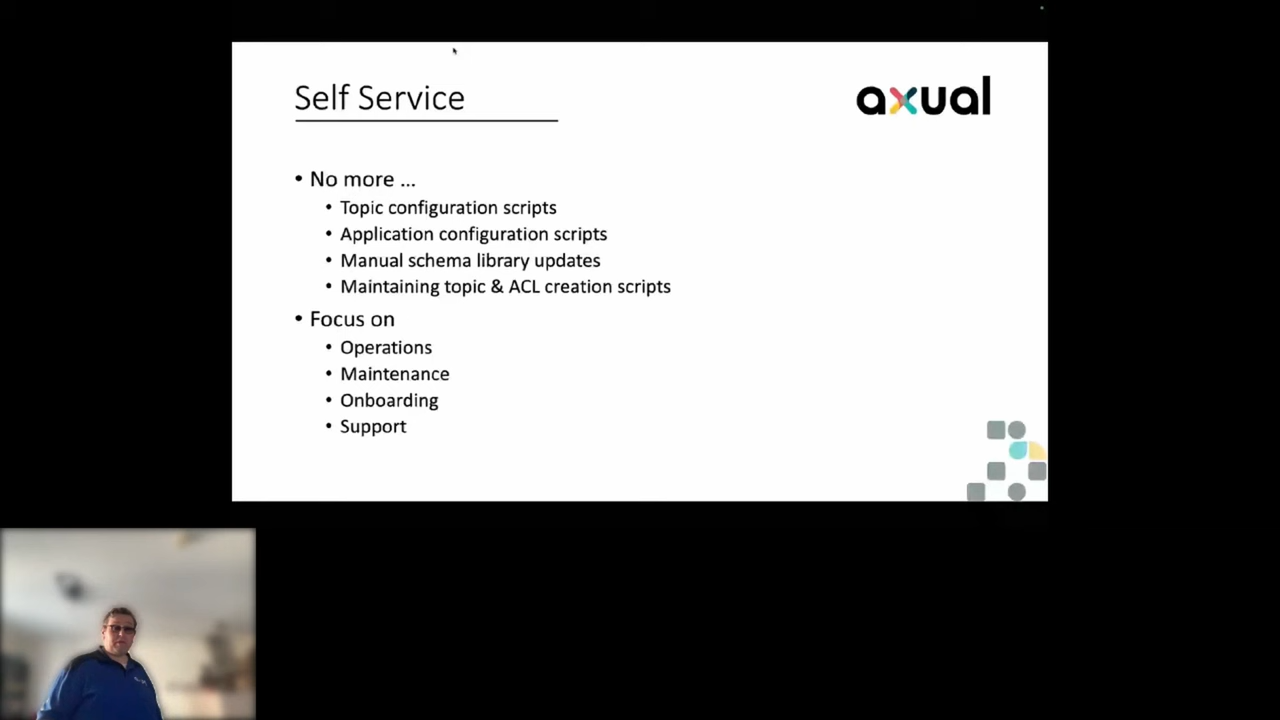 Self Service
axual
• No more ...
• Topic configuration scripts
• Application configuration scripts
• Manual schema library updates
• Maintaining topic & ACL creation scripts
• Focus on
• Operations
• Maintenance
• Onboarding
• Support